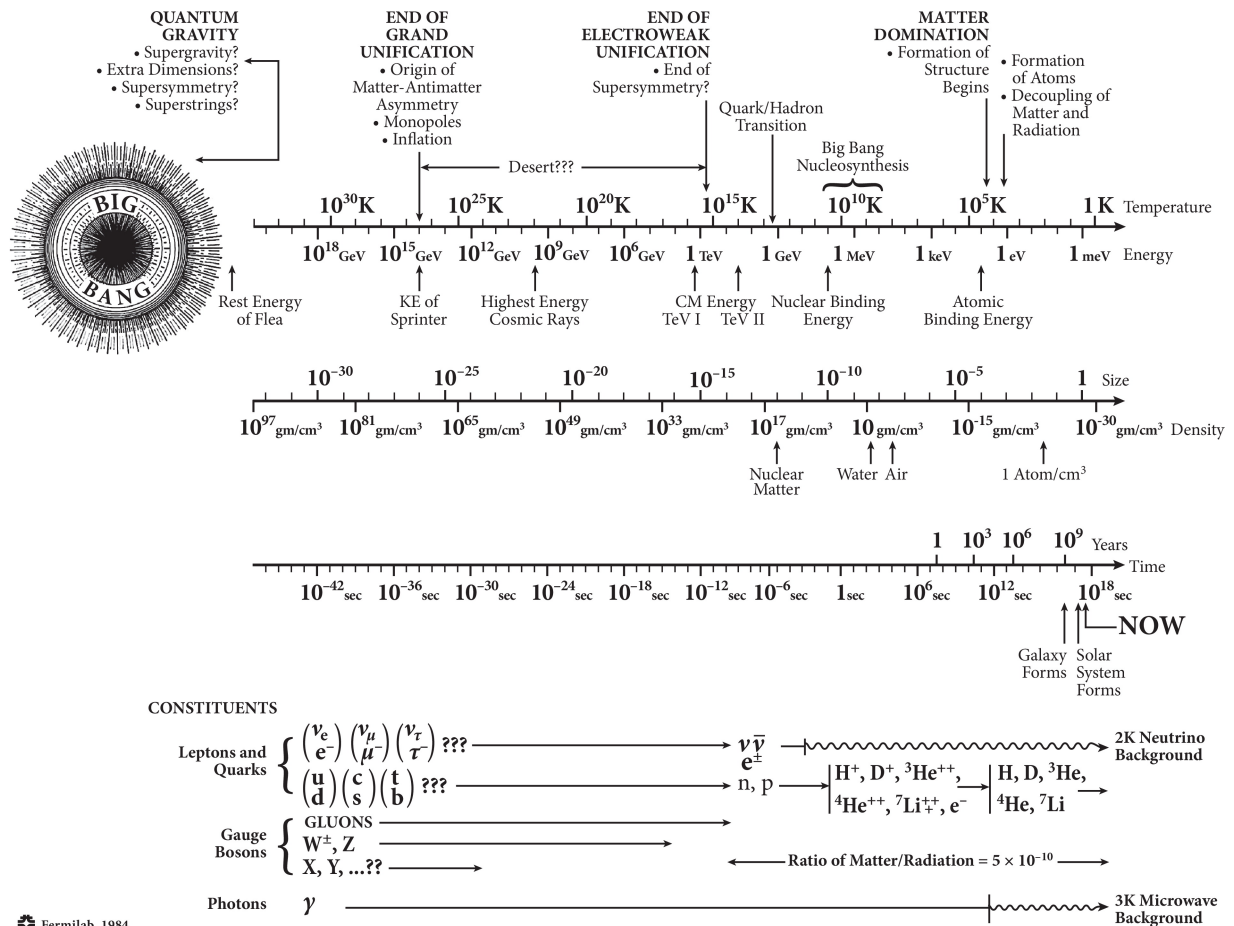 QUANTUM
GRAVITY
• Supergravity?
• Extra Dimensions?
• Supersymmetry?
• Superstrings?
END OF
GRAND
UNIFICATION
• Origin of
Matter-Antimatter
Asymmetry
• Monopoles
• Inflation
END OF
ELECTROWEAK
UNIFICATION
• End of
Supersymmetry?
Quark/Hadron
Transition
MATTER
DOMINATION
• Formation of
Structure
Begins
• Formation
of Atoms
• Decoupling of
Matter and
Radiation
Desert???
Big Bang
Nucleosynthesis
BIG
BANG
10³⁰K 10²⁵K 10²⁰K 10¹⁵K 10¹⁰K 10⁵K 1 K Temperature
10¹⁸GeV 10¹⁵GeV 10¹²GeV 10⁹GeV 10⁶GeV 1 TeV 1 GeV 1 MeV 1 keV 1 eV 1 meV Energy
Rest Energy
of Flea
KE of
Sprinter
Highest Energy
Cosmic Rays
CM Energy
TeV I TeV II
Nuclear Binding
Energy
Atomic
Binding Energy
10⁻³⁰ 10⁻²⁵ 10⁻²⁰ 10⁻¹⁵ 10⁻¹⁰ 10⁻⁵ 1 Size
10⁹⁷gm/cm³ 10⁸¹gm/cm³ 10⁶⁵gm/cm³ 10⁴⁹gm/cm³ 10³³gm/cm³ 10¹⁷gm/cm³ 10 gm/cm³ 10⁻¹⁵gm/cm³ 10⁻³⁰gm/cm³ Density
Nuclear
Matter
Water Air
1 Atom/cm³
1 10³ 10⁶ 10⁹ Years
Time
10⁻⁴²sec 10⁻³⁶sec 10⁻³⁰sec 10⁻²⁴sec 10⁻¹⁸sec 10⁻¹²sec 10⁻⁶sec 1sec 10⁶sec 10¹²sec 10¹⁸sec
NOW
Galaxy
Forms
Solar
System
Forms
CONSTITUENTS
Leptons and
Quarks
(νe e⁻) (νμ μ⁻) (ντ τ⁻) ???
ν ν̅
e±
2K Neutrino
Background
(u d) (c s) (t b) ???
n, p
H⁺, D⁺, ³He⁺⁺,
⁴He⁺⁺, ⁷Li⁺⁺₊, e⁻
H, D, ³He,
⁴He, ⁷Li
Gauge
Bosons
GLUONS
W±, Z
X, Y, ...??
Ratio of Matter/Radiation = 5 × 10⁻¹⁰
Photons γ
3K Microwave
Background
Fermilab, 1984